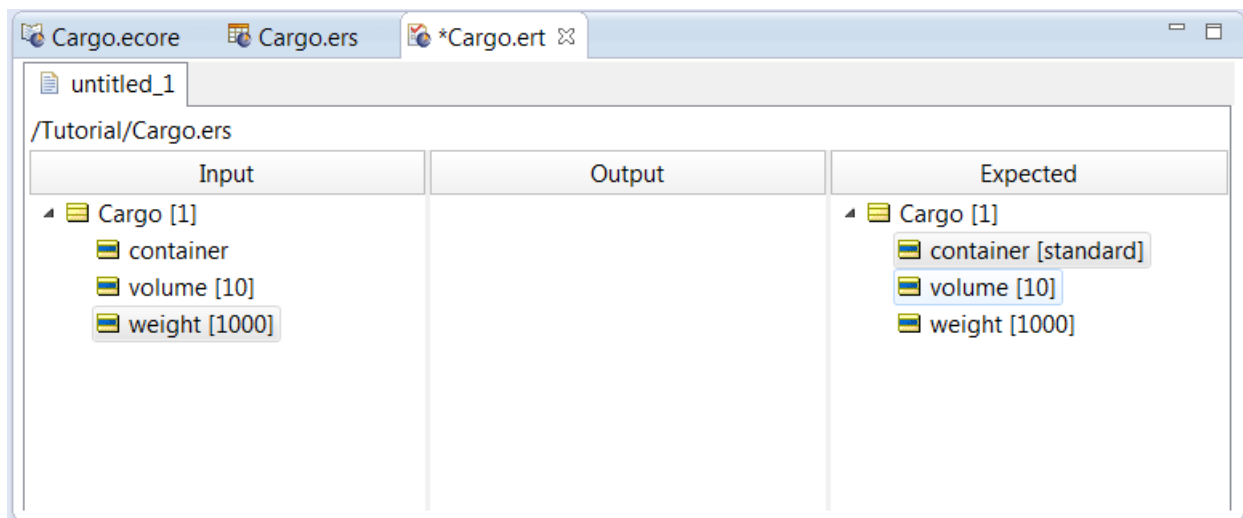 Cargo.ecore Cargo.ers *Cargo.ert
untitled_1
/Tutorial/Cargo.ers
Input Output Expected
Cargo [1] Cargo [1]
container container [standard]
volume [10] volume [10]
weight [1000] weight [1000]